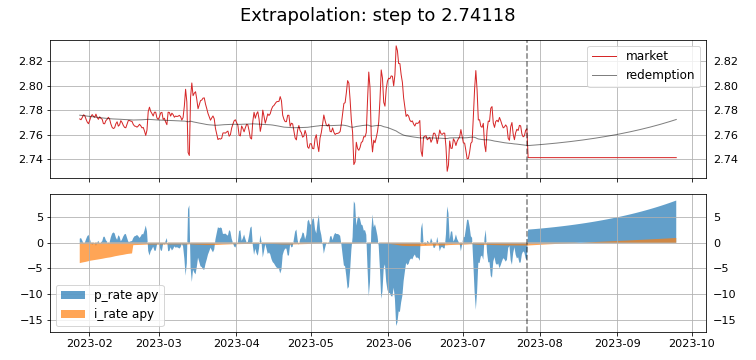 Extrapolation: step to 2.74118
2.82 2.82
2.80 2.80
2.78 2.78
2.76 2.76
2.74 2.74
market
redemption
5 5
0 0
−5 −5
−10 −10
−15 −15
p_rate apy
i_rate apy
2023-02 2023-03 2023-04 2023-05 2023-06 2023-07 2023-08 2023-09 2023-10